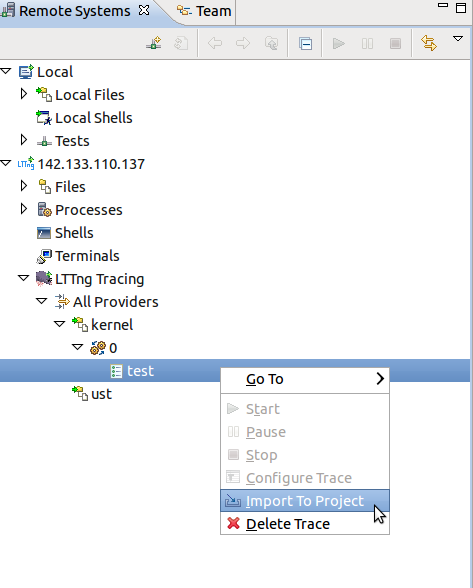 Remote Systems
Team
Local
Local Files
Local Shells
Tests
LTTng 142.133.110.137
Files
Processes
Shells
Terminals
LTTng Tracing
All Providers
kernel
0
test
ust
Go To
Start
Pause
Stop
Configure Trace
Import To Project
Delete Trace